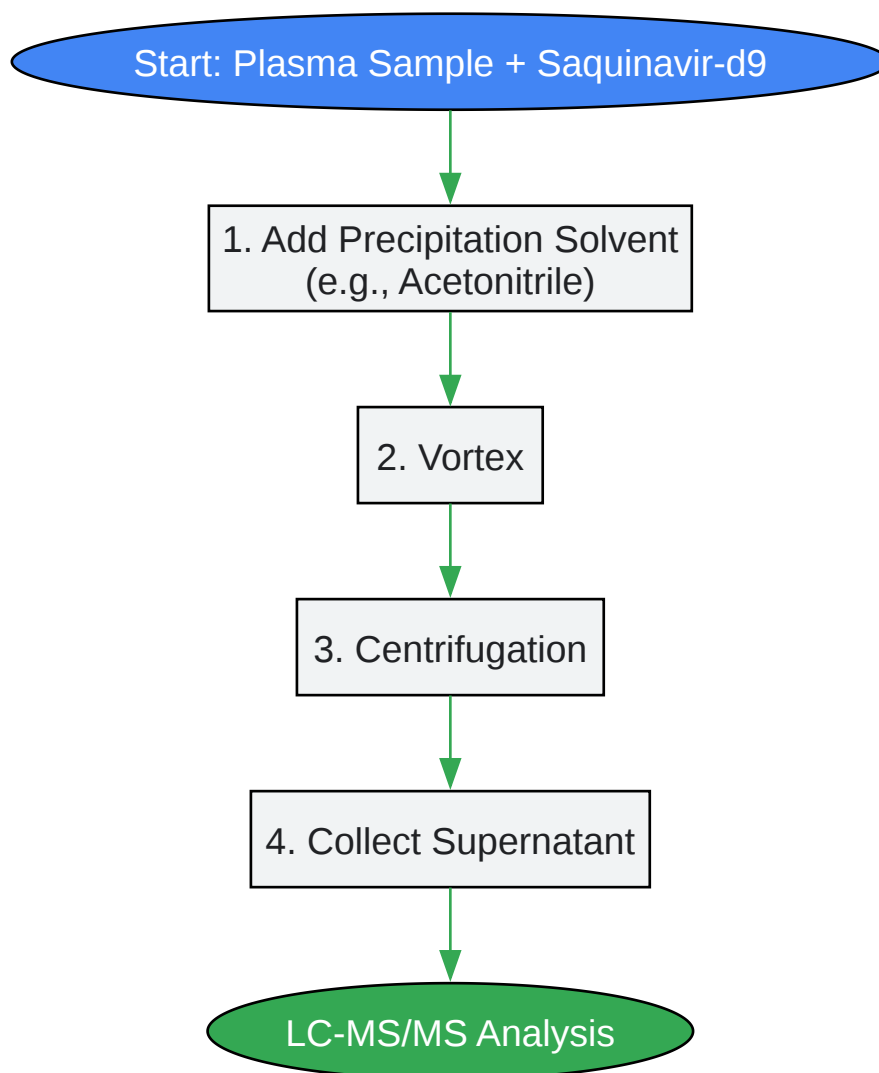 Start: Plasma Sample + Saquinavir-d9
1. Add Precipitation Solvent
(e.g., Acetonitrile)
2. Vortex
3. Centrifugation
4. Collect Supernatant
LC-MS/MS Analysis